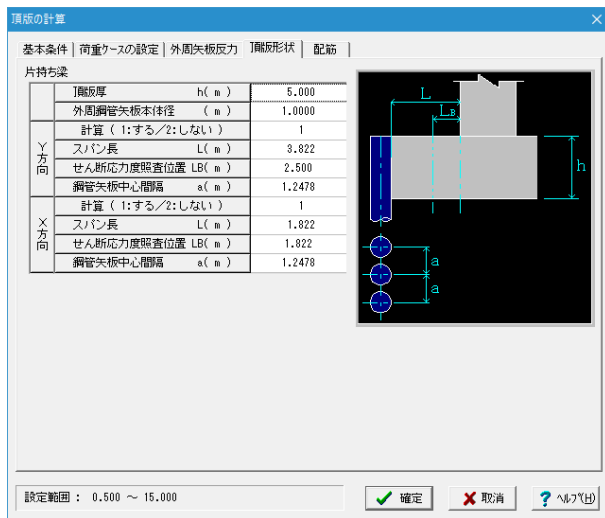 頂版の計算
基本条件 荷重ケースの設定 外周矢板反力 頂版形状 配筋
片持ち梁
頂版厚 h( m ) 5.000
外周鋼管矢板本体径 ( m ) 1.0000
Y方向
計算 ( 1:する/2:しない ) 1
スパン長 L( m ) 3.822
せん断応力度照査位置 LB( m ) 2.500
鋼管矢板中心間隔 a( m ) 1.2478
X方向
計算 ( 1:する/2:しない ) 1
スパン長 L( m ) 1.822
せん断応力度照査位置 LB( m ) 1.822
鋼管矢板中心間隔 a( m ) 1.2478
L
LB
h
a
a
設定範囲 : 0.500 ～ 15.000
確定 取消 ? ヘルプ(H)